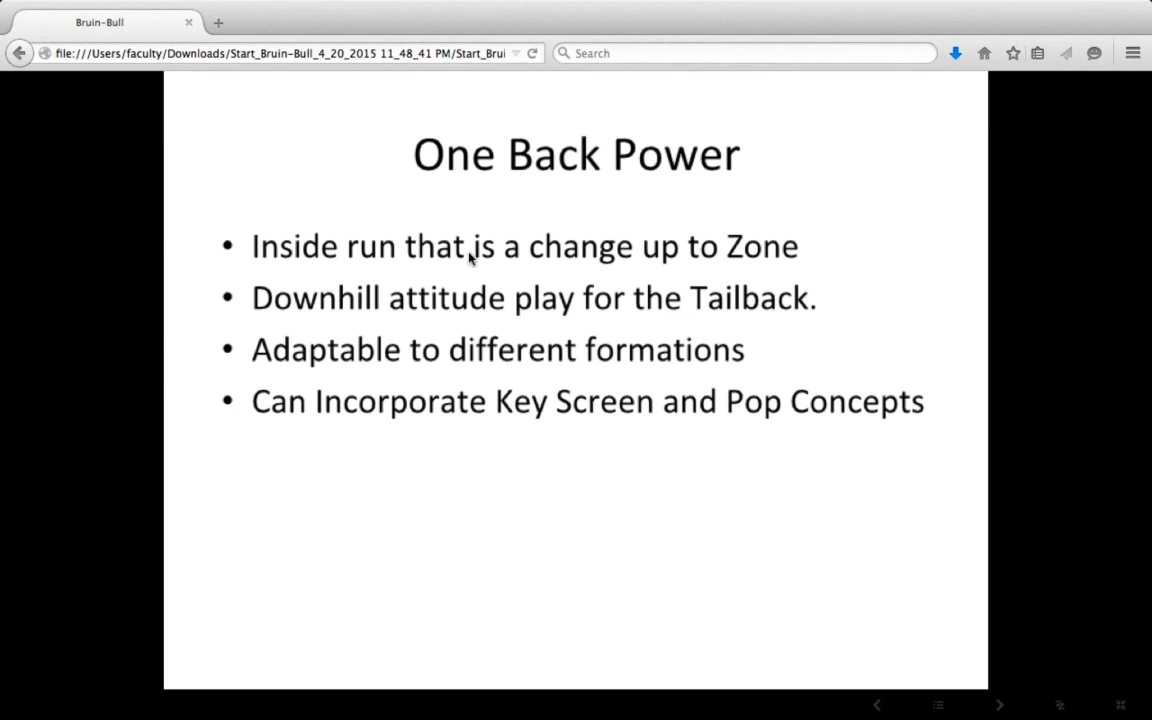 Bruin-Bull
file:///Users/faculty/Downloads/Start_Bruin-Bull_4_20_2015 11_48_41 PM/Start_Brui
Search
One Back Power
• Inside run that is a change up to Zone
• Downhill attitude play for the Tailback.
• Adaptable to different formations
• Can Incorporate Key Screen and Pop Concepts